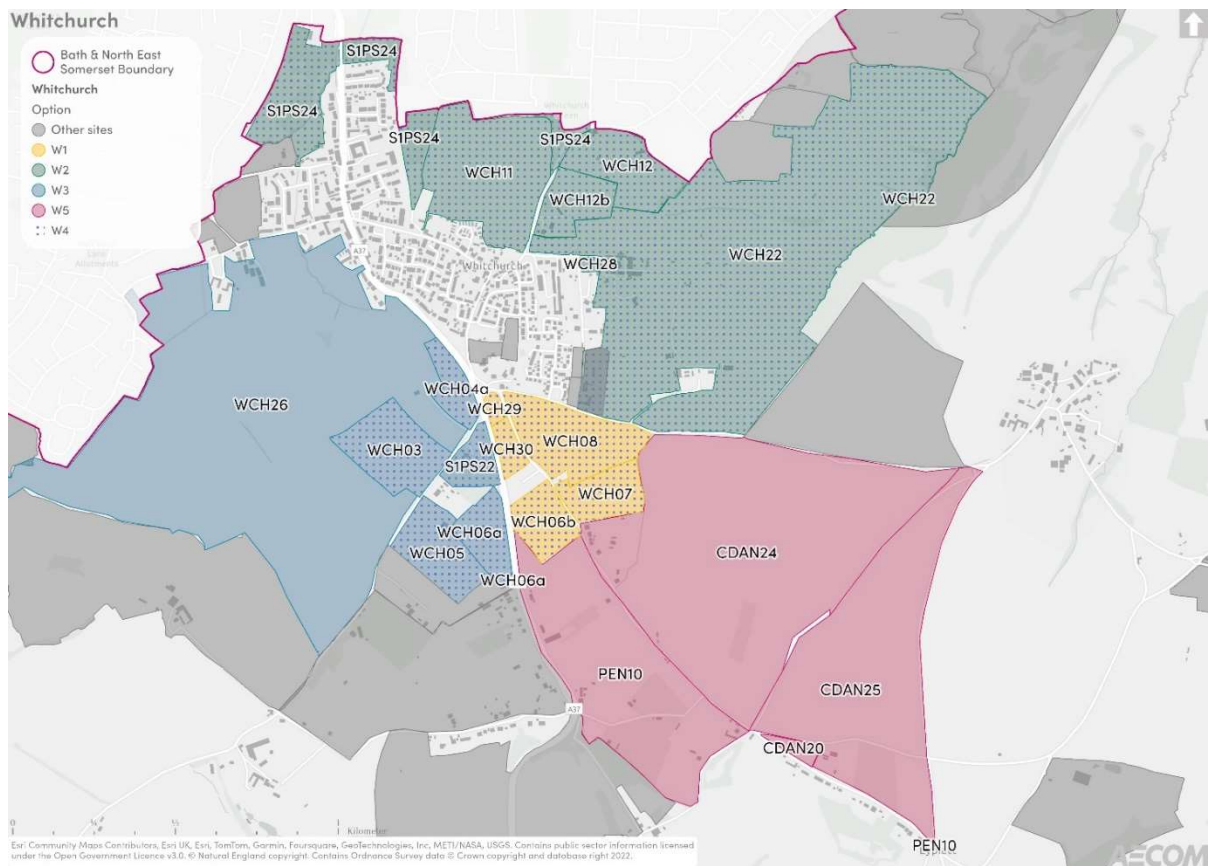 Whitchurch
Bath & North East
Somerset Boundary
Whitchurch
Option
Other sites
W1
W2
W3
W5
W4
S1PS24
S1PS24
S1PS24
S1PS24
WCH11
WCH12
WCH12b
WCH22
WCH22
WCH28
Whitchurch
A37
WCH26
WCH04a
WCH29
WCH08
WCH03
WCH30
S1PS22
WCH07
WCH06a
WCH06b
WCH05
WCH06a
CDAN24
PEN10
CDAN25
A37
CDAN20
PEN10
0
1
Kilometer
Esri Community Maps Contributors, Esri UK, Esri, TomTom, Garmin, Foursquare, GeoTechnologies, Inc, METI/NASA, USGS. Contains public sector information licensed
under the Open Government Licence v3.0. © Natural England copyright. Contains Ordnance Survey data © Crown copyright and database right 2022.
AECOM